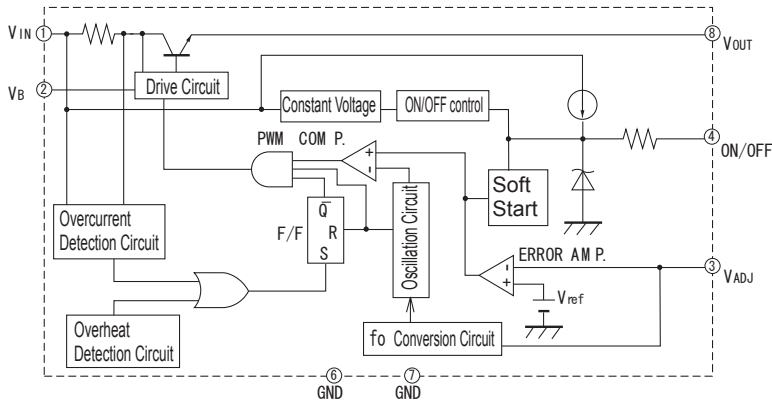 VIN ① ⑧ VOUT
VB ② Drive Circuit
Constant Voltage ON/OFF control
④ ON/OFF
PWM COMP.
+
-
Soft
Start
Overcurrent
Detection Circuit
F/F
Q̅
R
S
Oscillation Circuit
ERROR AMP.
-
+
③ VADJ
Vref
Overheat
Detection Circuit
fo Conversion Circuit
⑥ ⑦
GND GND